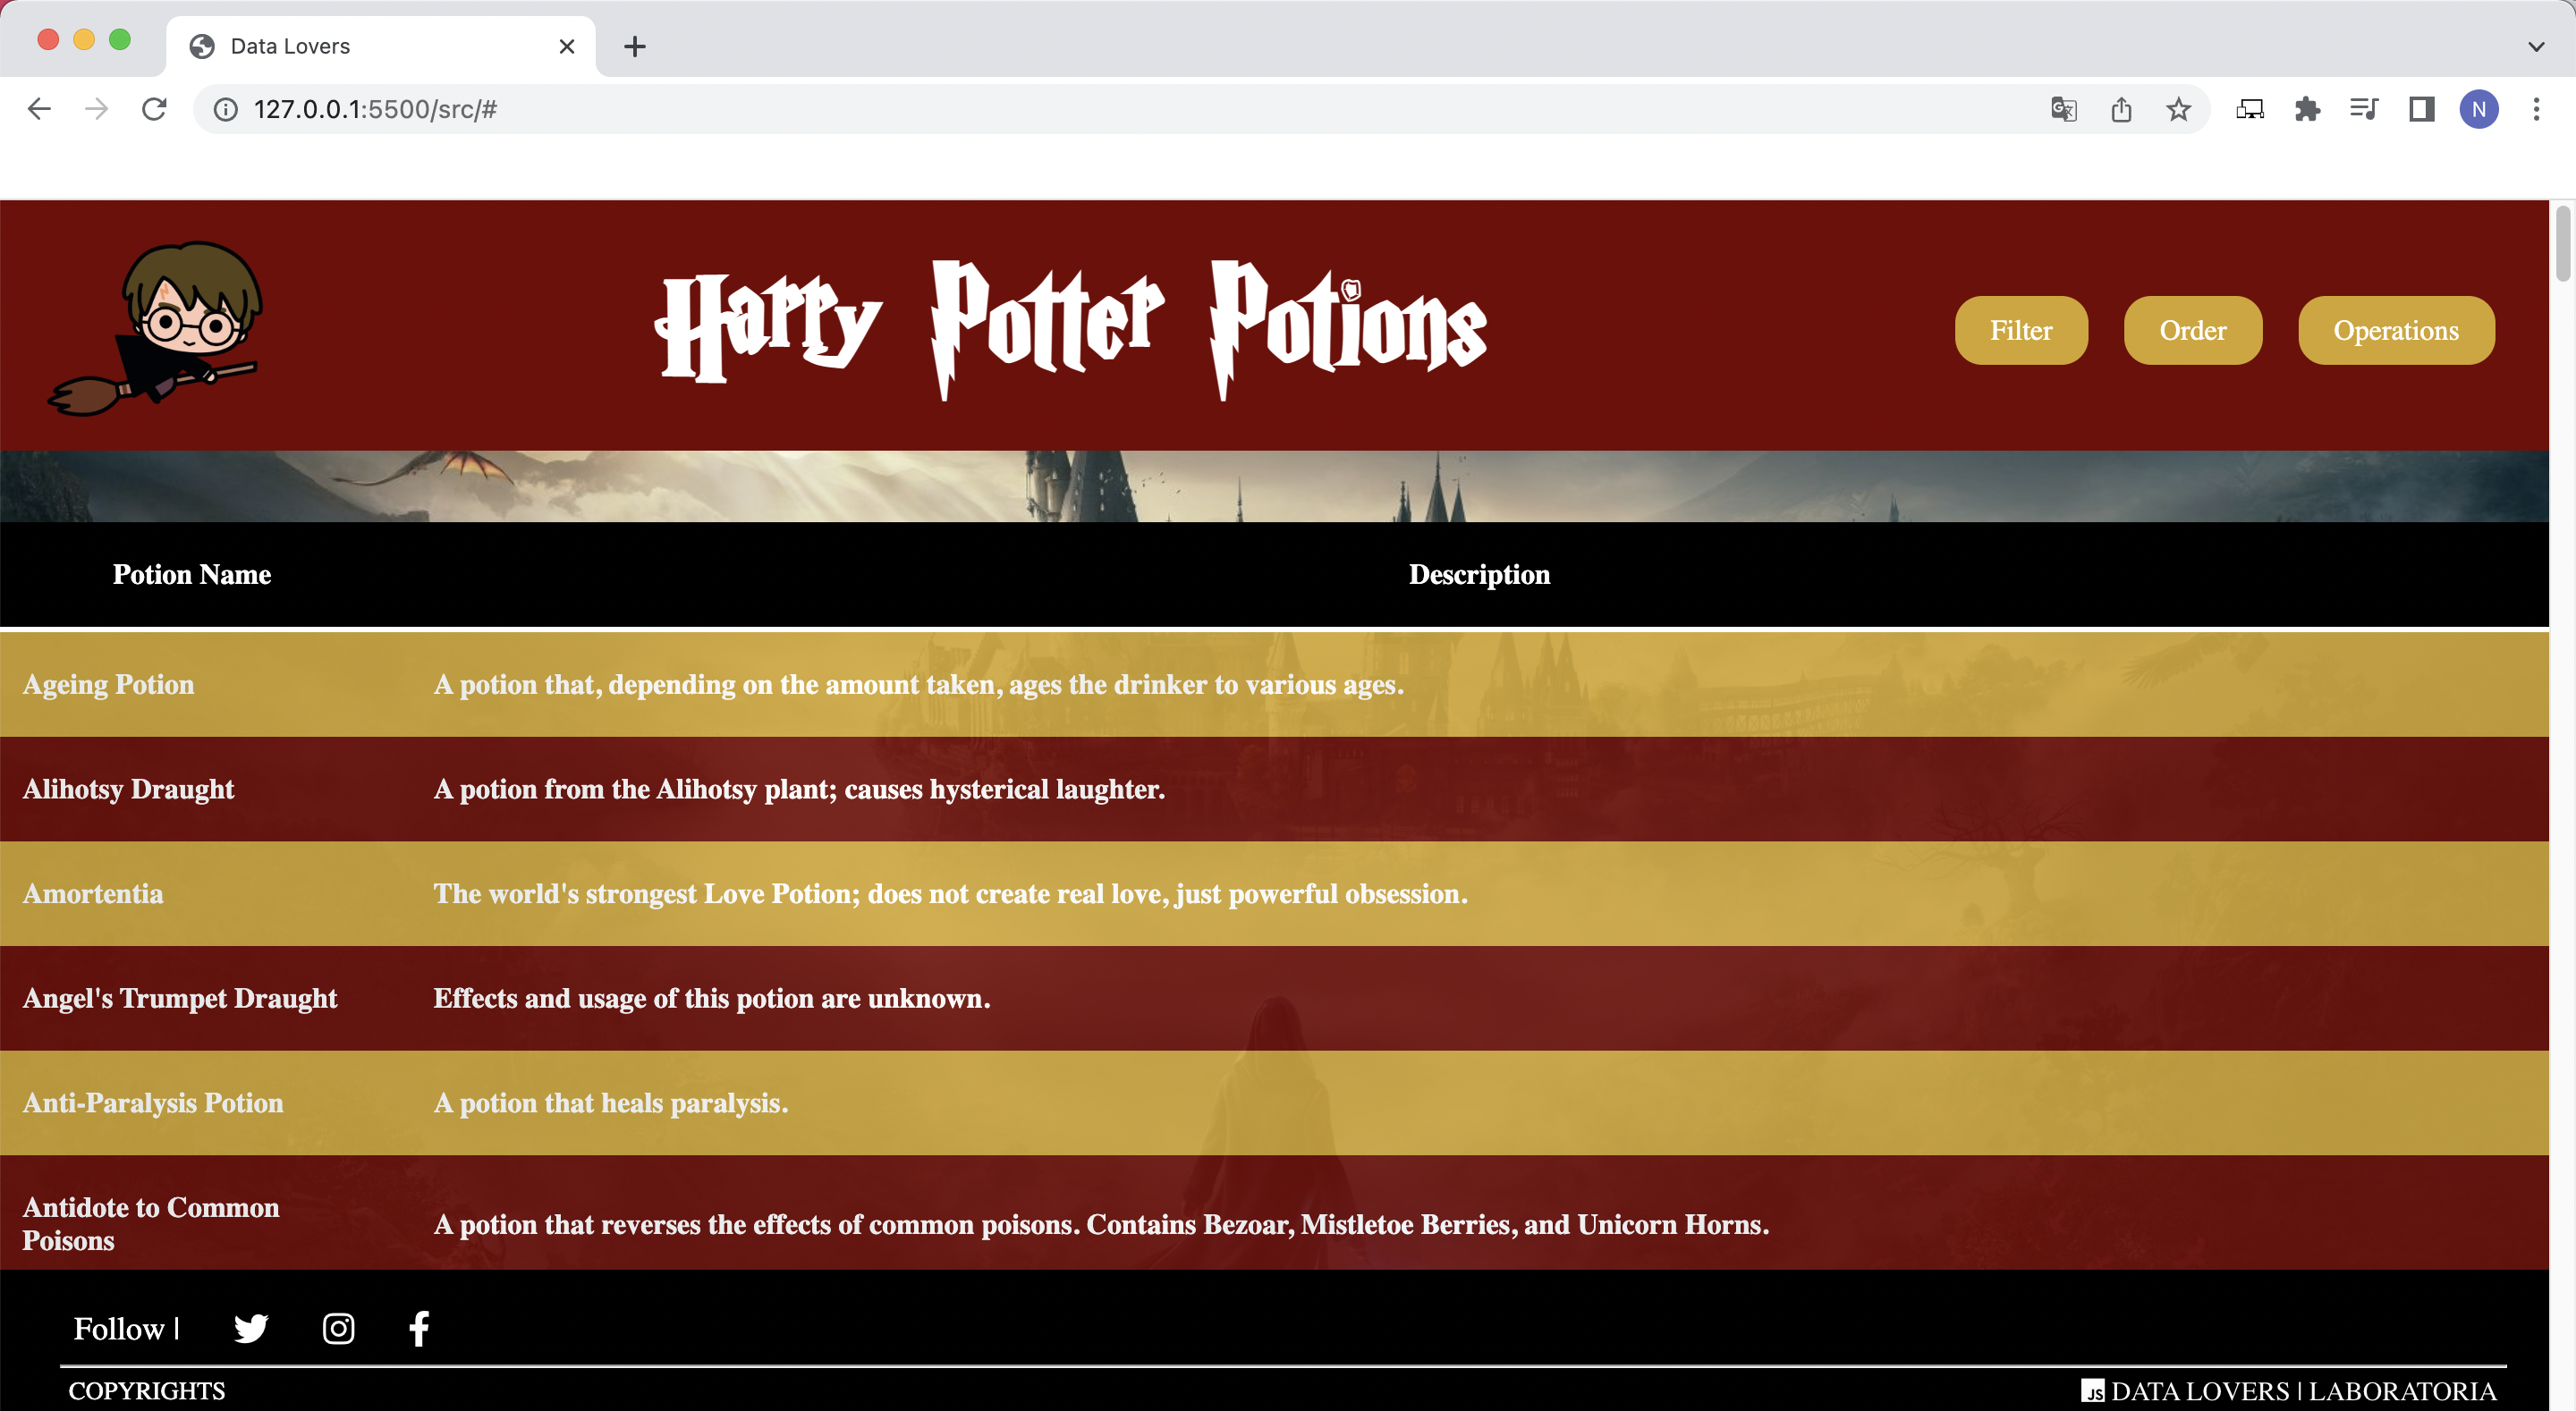 Data Lovers
127.0.0.1:5500/src/#
N
Harry Potter Potions
Filter
Order
Operations
Potion Name
Description
Ageing Potion
A potion that, depending on the amount taken, ages the drinker to various ages.
Alihotsy Draught
A potion from the Alihotsy plant; causes hysterical laughter.
Amortentia
The world's strongest Love Potion; does not create real love, just powerful obsession.
Angel's Trumpet Draught
Effects and usage of this potion are unknown.
Anti-Paralysis Potion
A potion that heals paralysis.
Antidote to Common
Poisons
A potion that reverses the effects of common poisons. Contains Bezoar, Mistletoe Berries, and Unicorn Horns.
Follow |
COPYRIGHTS
JS DATA LOVERS | LABORATORIA